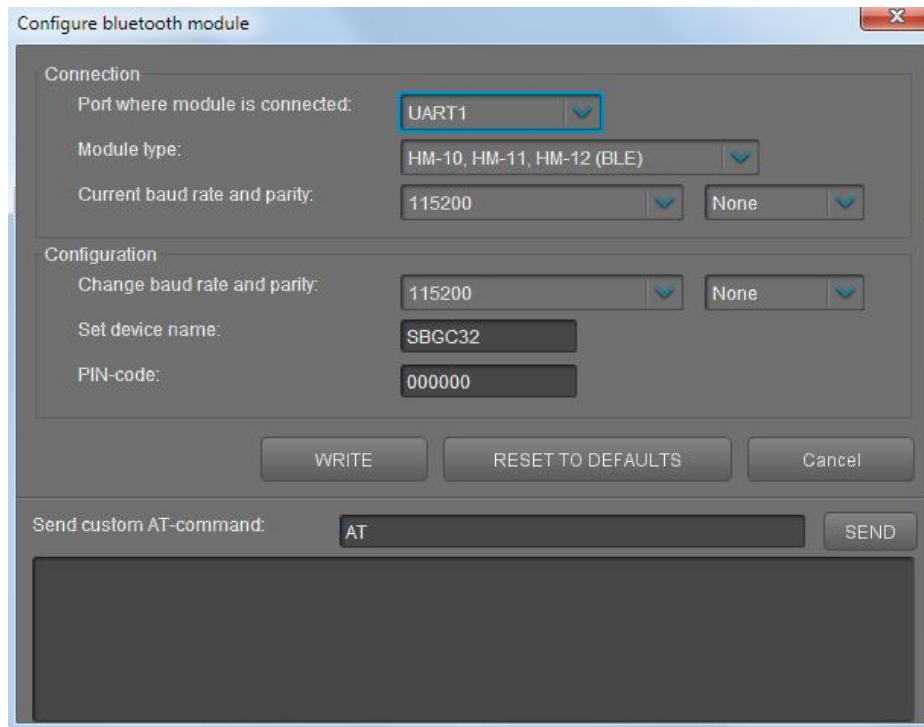 Configure bluetooth module
Connection
Port where module is connected: UART1
Module type: HM-10, HM-11, HM-12 (BLE)
Current baud rate and parity: 115200 None
Configuration
Change baud rate and parity: 115200 None
Set device name: SBGC32
PIN-code: 000000
WRITE RESET TO DEFAULTS Cancel
Send custom AT-command: AT SEND